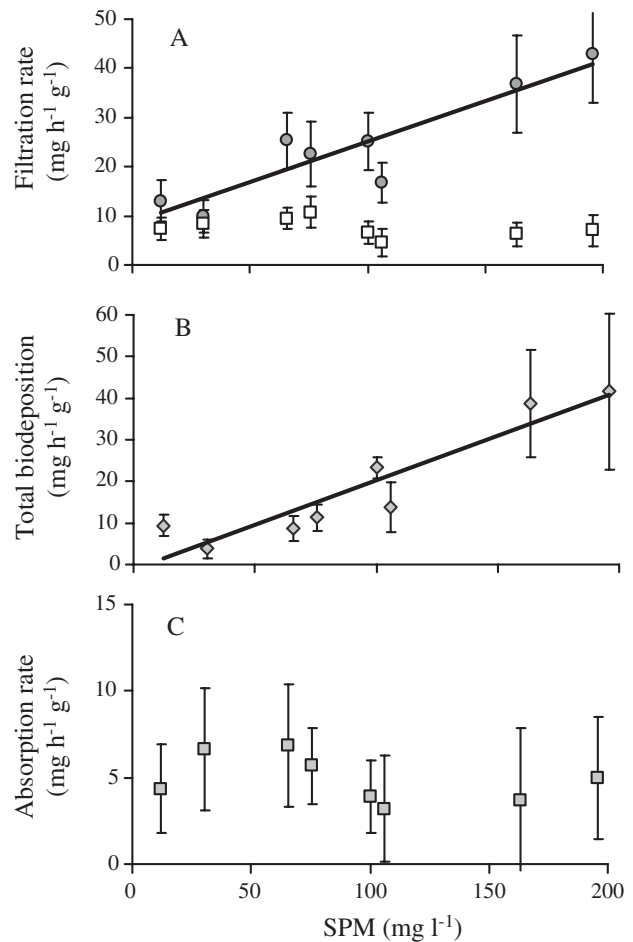 A
Filtration rate
(mg h⁻¹ g⁻¹)
50
40
30
20
10
0
B
Total biodeposition
(mg h⁻¹ g⁻¹)
60
50
40
30
20
10
0
C
Absorption rate
(mg h⁻¹ g⁻¹)
15
10
5
0
0 50 100 150 200
SPM (mg l⁻¹)